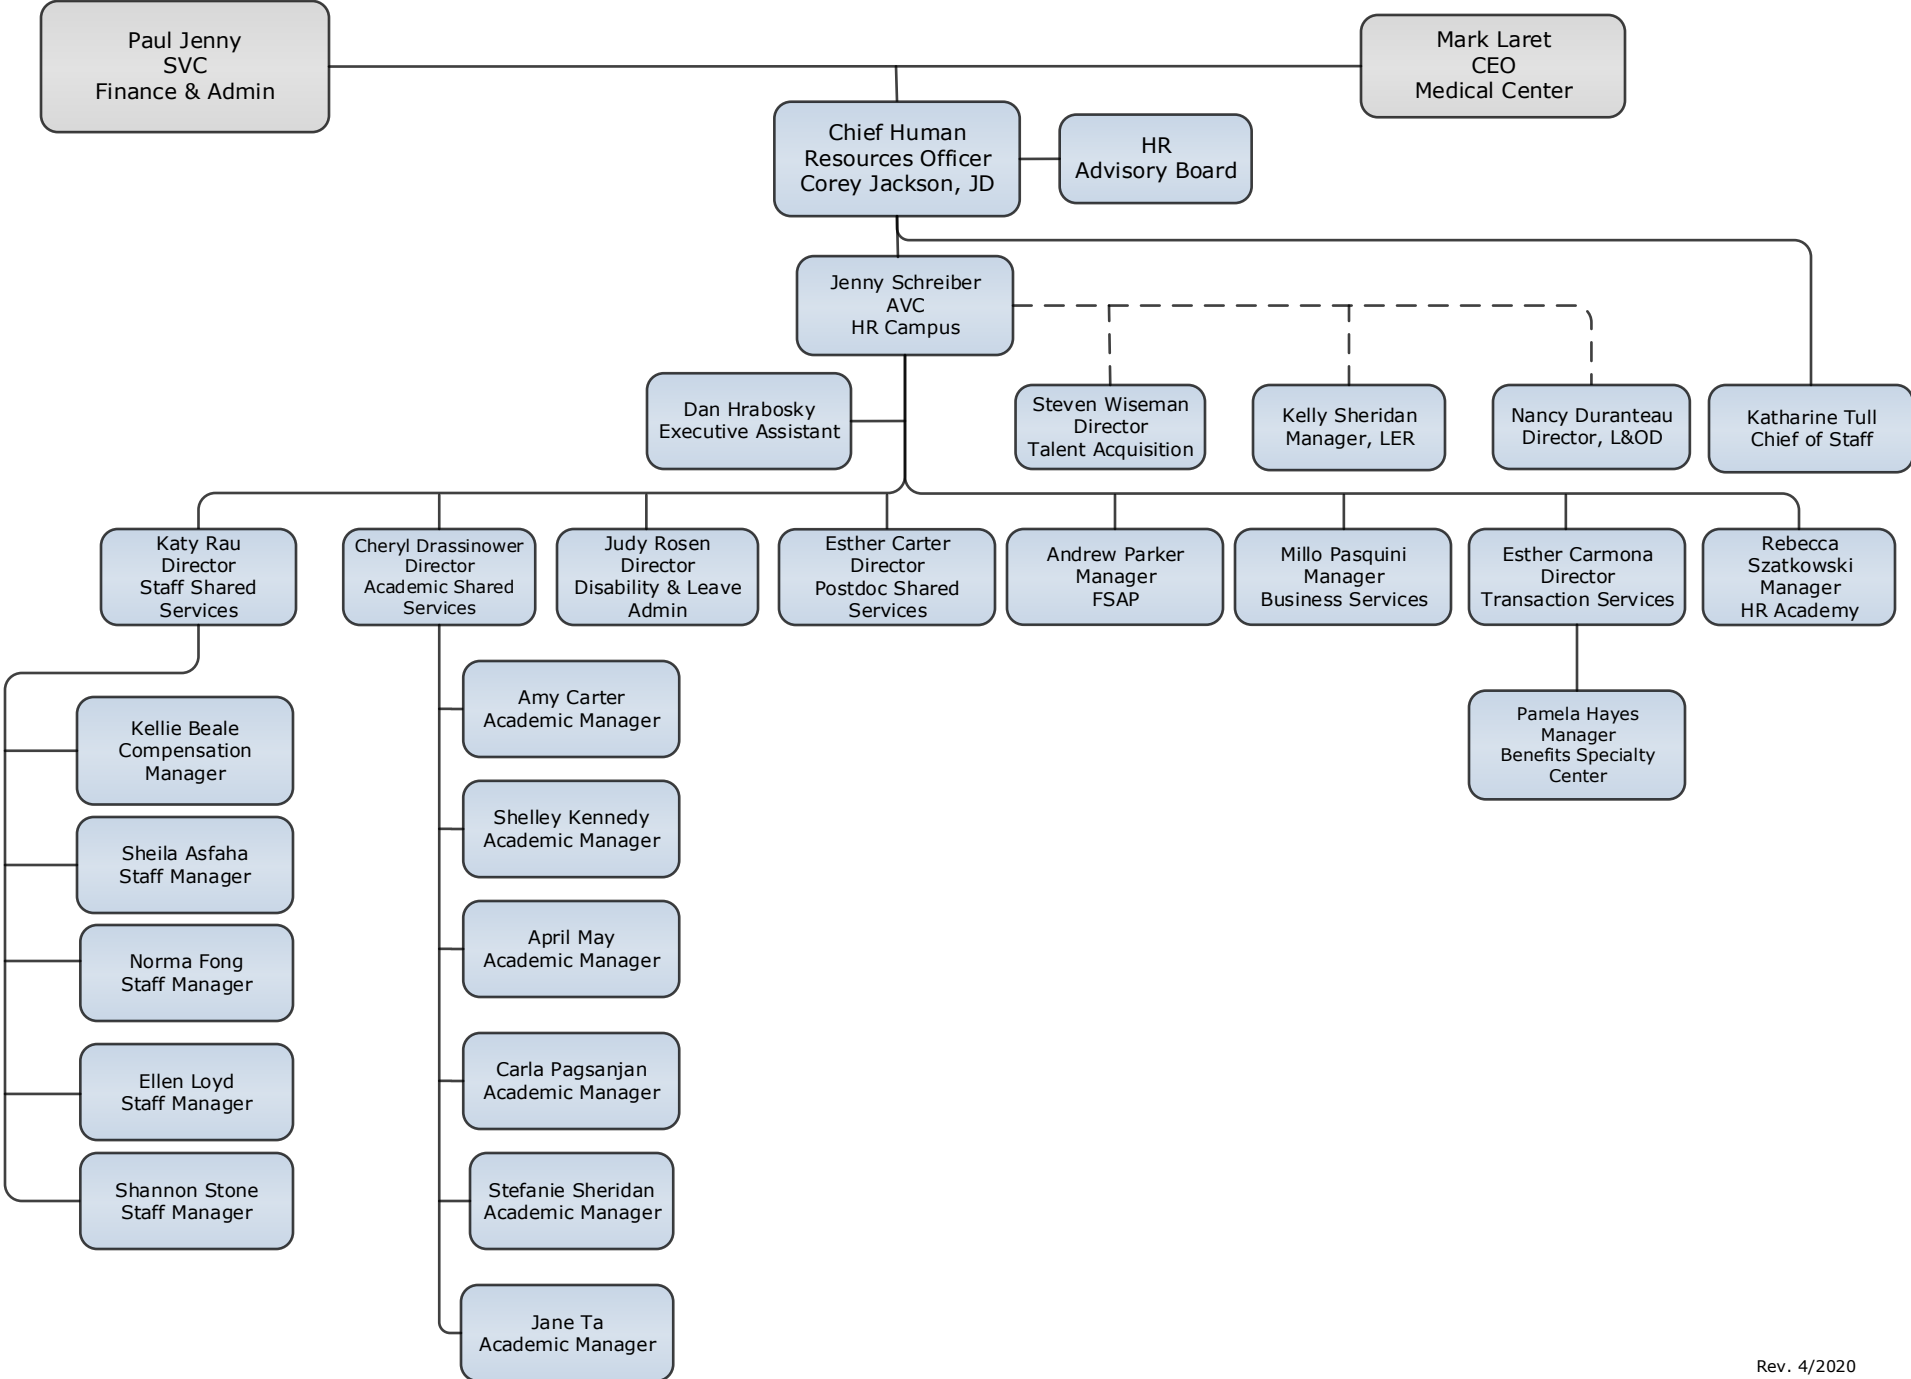 Paul Jenny
SVC
Finance & Admin
Mark Laret
CEO
Medical Center
Chief Human
Resources Officer
Corey Jackson, JD
HR
Advisory Board
Jenny Schreiber
AVC
HR Campus
Dan Hrabosky
Executive Assistant
Steven Wiseman
Director
Talent Acquisition
Kelly Sheridan
Manager, LER
Nancy Duranteau
Director, L&OD
Katharine Tull
Chief of Staff
Katy Rau
Director
Staff Shared
Services
Cheryl Drassinower
Director
Academic Shared
Services
Judy Rosen
Director
Disability & Leave
Admin
Esther Carter
Director
Postdoc Shared
Services
Andrew Parker
Manager
FSAP
Millo Pasquini
Manager
Business Services
Esther Carmona
Director
Transaction Services
Rebecca
Szatkowski
Manager
HR Academy
Kellie Beale
Compensation
Manager
Sheila Asfaha
Staff Manager
Norma Fong
Staff Manager
Ellen Loyd
Staff Manager
Shannon Stone
Staff Manager
Amy Carter
Academic Manager
Shelley Kennedy
Academic Manager
April May
Academic Manager
Carla Pagsanjan
Academic Manager
Stefanie Sheridan
Academic Manager
Jane Ta
Academic Manager
Pamela Hayes
Manager
Benefits Specialty
Center
Rev. 4/2020